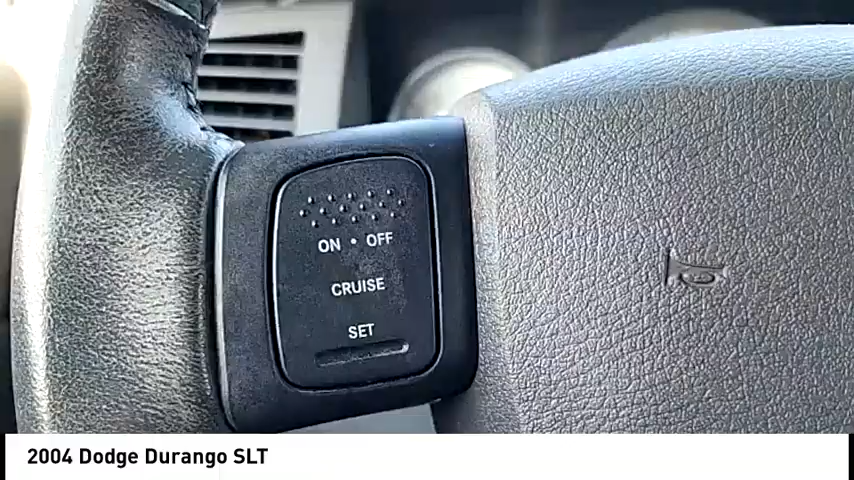 ON • OFF
CRUISE
SET
2004 Dodge Durango SLT